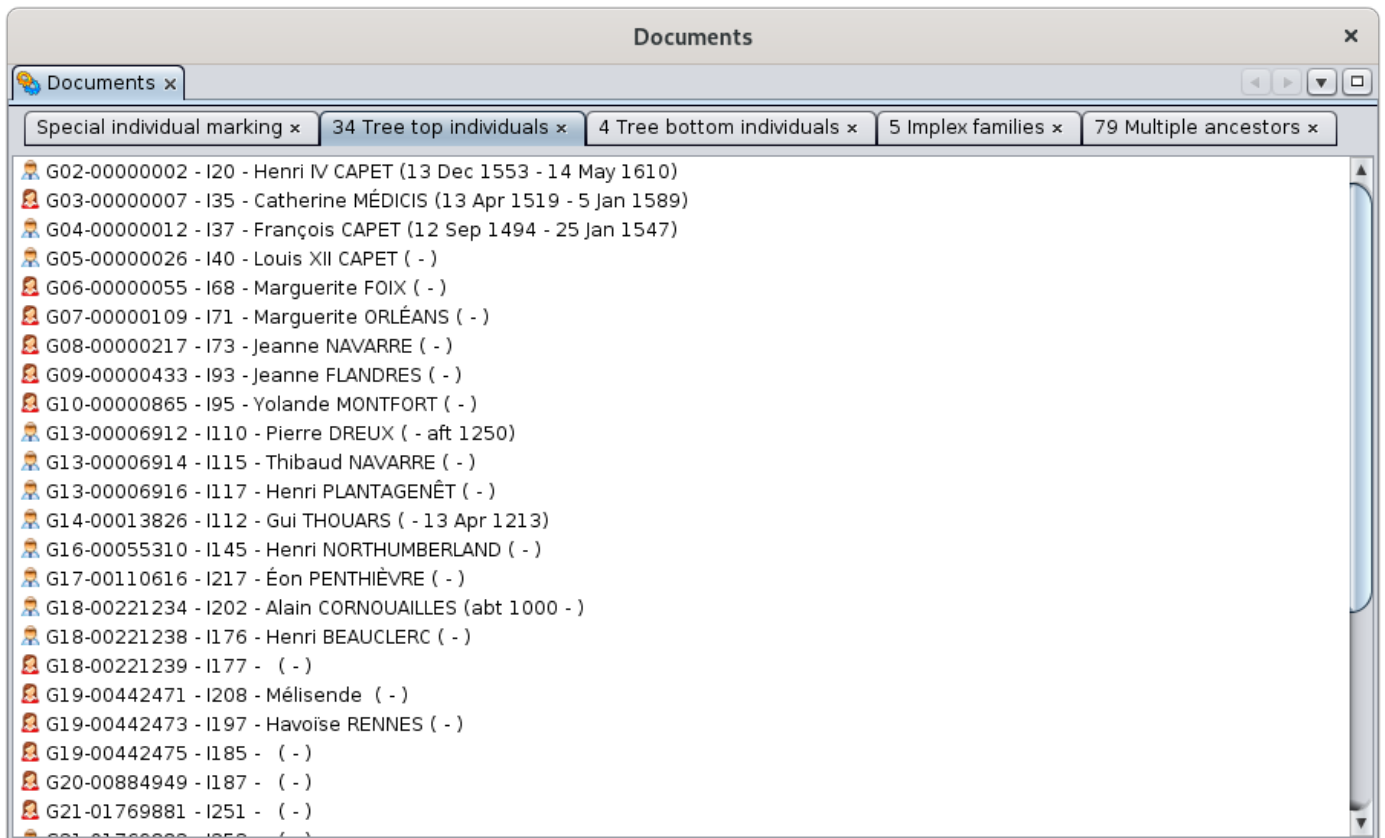 Documents
Documents
Special individual marking
34 Tree top individuals
4 Tree bottom individuals
5 Implex families
79 Multiple ancestors
G02-00000002 - I20 - Henri IV CAPET (13 Dec 1553 - 14 May 1610)
G03-00000007 - I35 - Catherine MÉDICIS (13 Apr 1519 - 5 Jan 1589)
G04-00000012 - I37 - François CAPET (12 Sep 1494 - 25 Jan 1547)
G05-00000026 - I40 - Louis XII CAPET ( - )
G06-00000055 - I68 - Marguerite FOIX ( - )
G07-00000109 - I71 - Marguerite ORLÉANS ( - )
G08-00000217 - I73 - Jeanne NAVARRE ( - )
G09-00000433 - I93 - Jeanne FLANDRES ( - )
G10-00000865 - I95 - Yolande MONTFORT ( - )
G13-00006912 - I110 - Pierre DREUX ( - aft 1250)
G13-00006914 - I115 - Thibaud NAVARRE ( - )
G13-00006916 - I117 - Henri PLANTAGENÊT ( - )
G14-00013826 - I112 - Gui THOUARS ( - 13 Apr 1213)
G16-00055310 - I145 - Henri NORTHUMBERLAND ( - )
G17-00110616 - I217 - Éon PENTHIÈVRE ( - )
G18-00221234 - I202 - Alain CORNOUAILLES (abt 1000 - )
G18-00221238 - I176 - Henri BEAUCLERC ( - )
G18-00221239 - I177 -  ( - )
G19-00442471 - I208 - Mélisende  ( - )
G19-00442473 - I197 - Havoïse RENNES ( - )
G19-00442475 - I185 -  ( - )
G20-00884949 - I187 -  ( - )
G21-01769881 - I251 -  ( - )